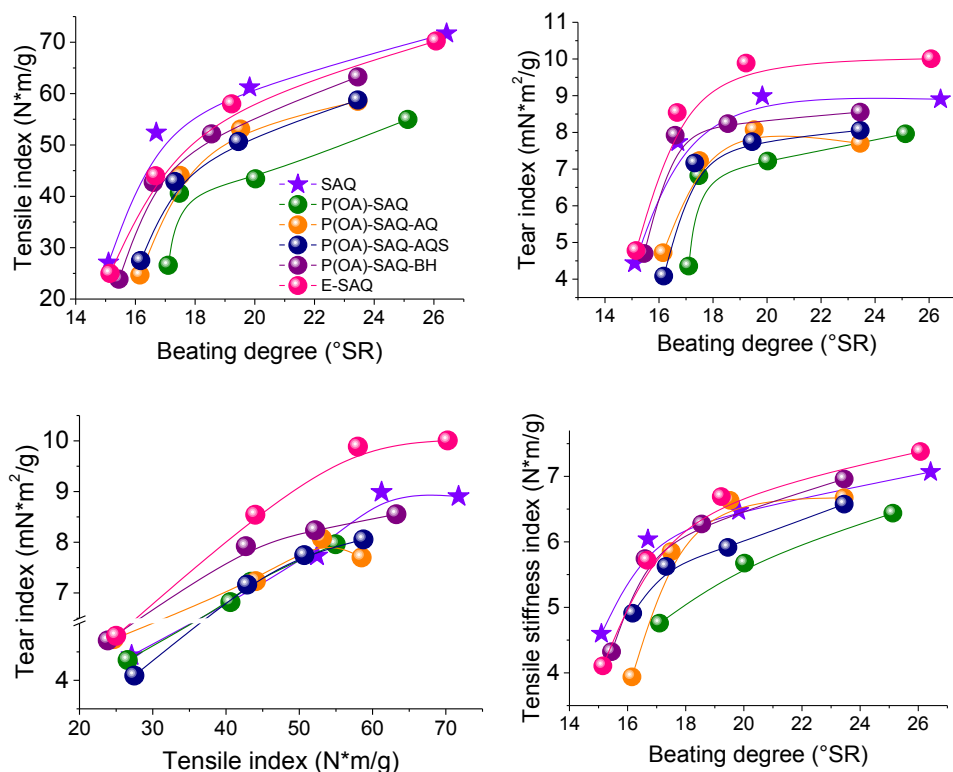 Tensile index (N*m/g)
70
60
50
40
30
20
14 16 18 20 22 24 26
Beating degree (°SR)
SAQ
P(OA)-SAQ
P(OA)-SAQ-AQ
P(OA)-SAQ-AQS
P(OA)-SAQ-BH
E-SAQ
Tear index (mN*m²/g)
11
10
9
8
7
6
5
4
3
14 16 18 20 22 24 26
Beating degree (°SR)
Tear index (mN*m²/g)
10
9
8
7
4
20 30 40 50 60 70
Tensile index (N*m/g)
Tensile stiffness index (N*m/g)
7
6
5
4
14 16 18 20 22 24 26
Beating degree (°SR)